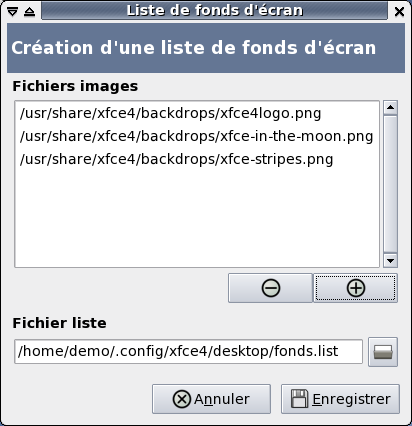 Liste de fonds d'écran
Création d'une liste de fonds d'écran
Fichiers images
/usr/share/xfce4/backdrops/xfce4logo.png
/usr/share/xfce4/backdrops/xfce-in-the-moon.png
/usr/share/xfce4/backdrops/xfce-stripes.png
Fichier liste
/home/demo/.config/xfce4/desktop/fonds.list
Annuler
Enregistrer